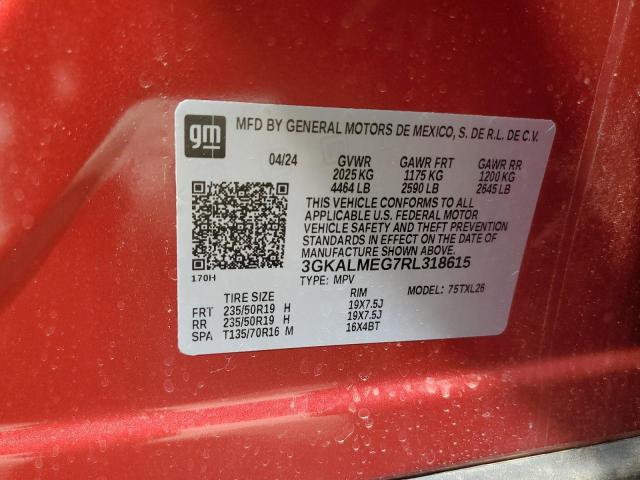 gm
MFD BY GENERAL MOTORS DE MEXICO, S. DE R.L. DE C.V.
04/24 GVWR GAWR FRT GAWR RR
2025 KG 1175 KG 1200 KG
4464 LB 2590 LB 2645 LB
THIS VEHICLE CONFORMS TO ALL
APPLICABLE U.S. FEDERAL MOTOR
VEHICLE SAFETY AND THEFT PREVENTION
STANDARDS IN EFFECT ON THE DATE OF
MANUFACTURE SHOWN ABOVE.
3GKALMEG7RL318615
170H TYPE: MPV MODEL: 75TXL26
TIRE SIZE RIM
FRT 235/50R19 H 19X7.5J
RR 235/50R19 H 19X7.5J
SPA T135/70R16 M 16X4BT